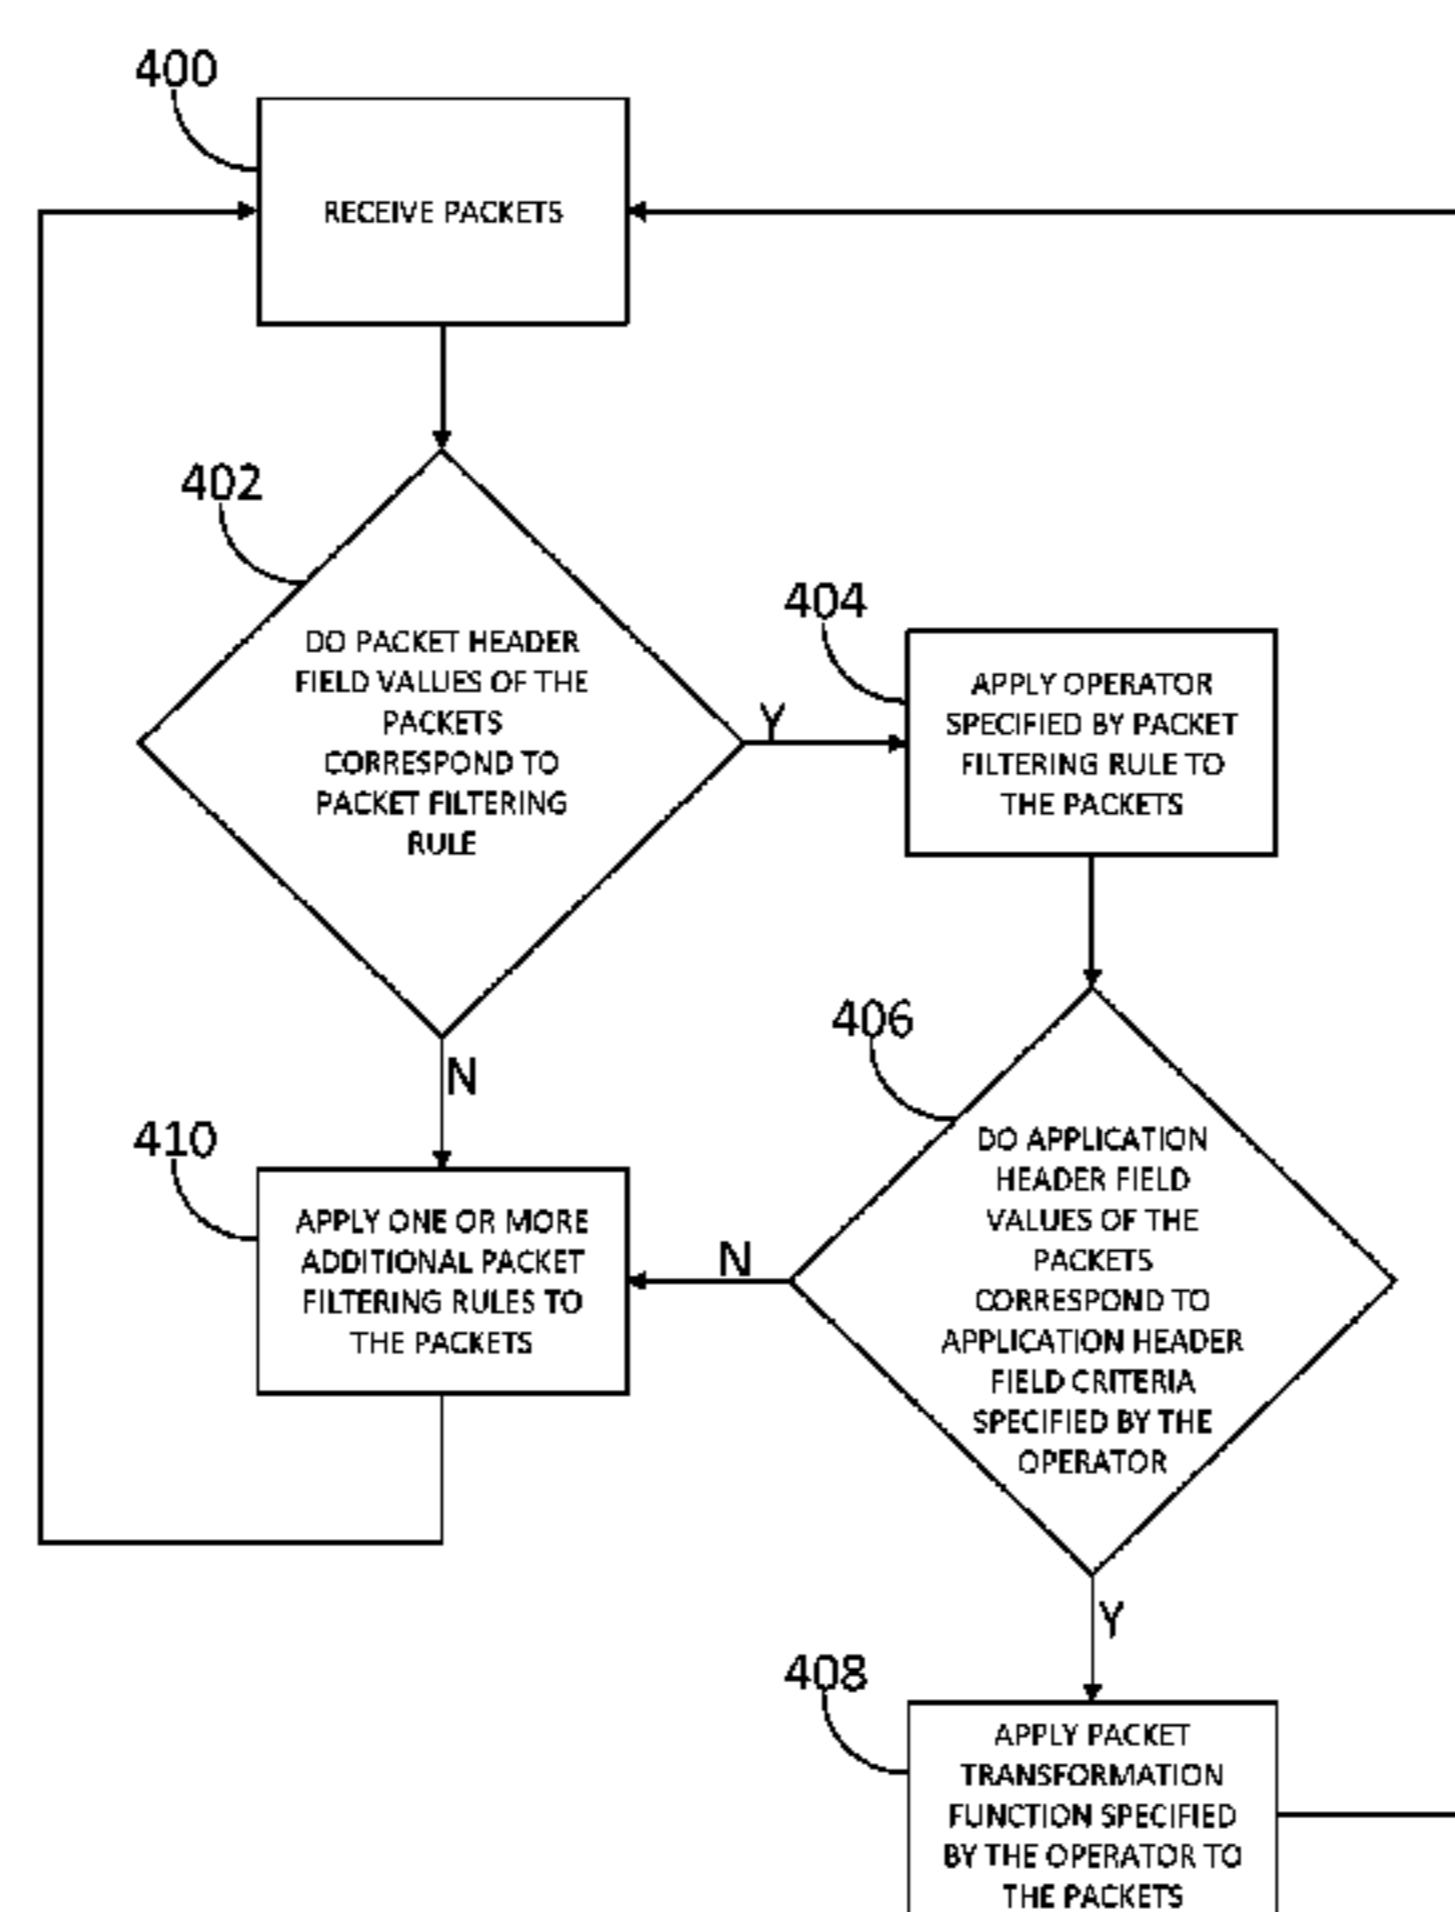 400
RECEIVE PACKETS
402
DO PACKET HEADER
FIELD VALUES OF THE
PACKETS
CORRESPOND TO
PACKET FILTERING
RULE
Y
404
APPLY OPERATOR
SPECIFIED BY PACKET
FILTERING RULE TO
THE PACKETS
406
DO APPLICATION
HEADER FIELD
VALUES OF THE
PACKETS
CORRESPOND TO
APPLICATION HEADER
FIELD CRITERIA
SPECIFIED BY THE
OPERATOR
N
410
APPLY ONE OR MORE
ADDITIONAL PACKET
FILTERING RULES TO
THE PACKETS
N
Y
408
APPLY PACKET
TRANSFORMATION
FUNCTION SPECIFIED
BY THE OPERATOR TO
THE PACKETS